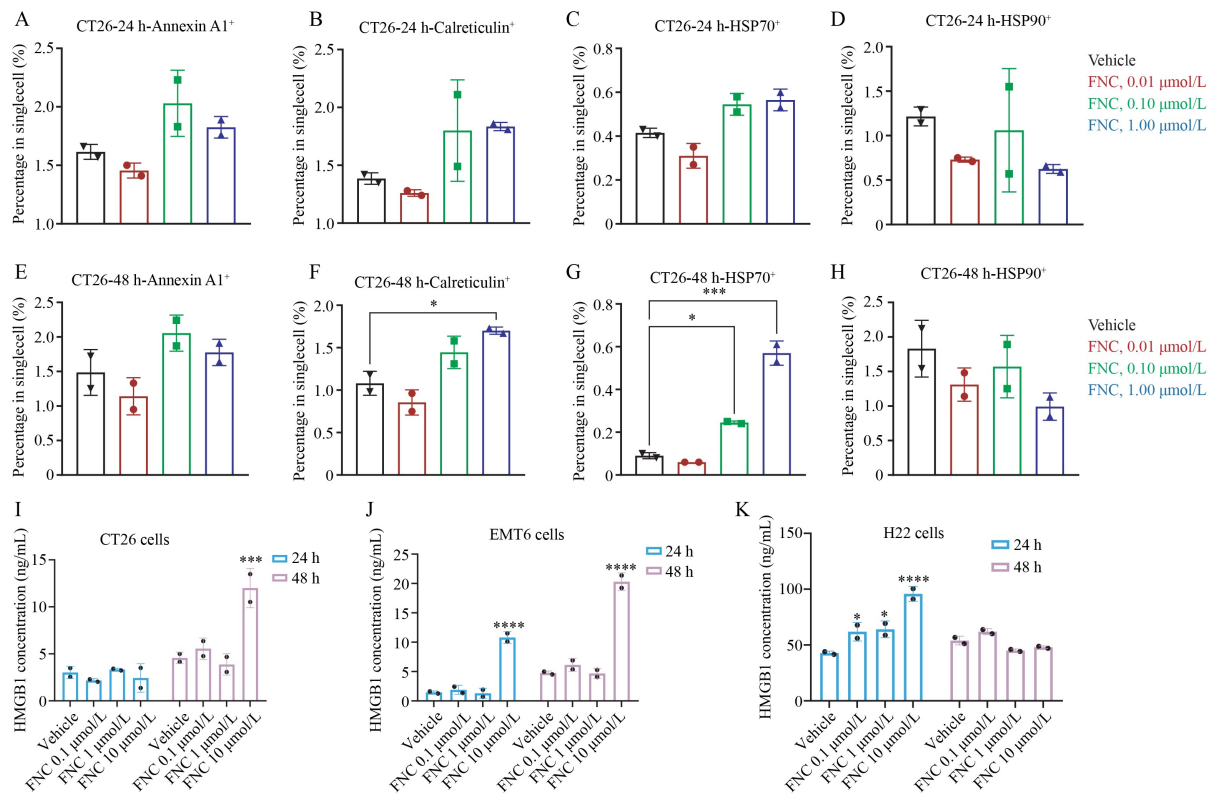 A
CT26-24 h-Annexin A1+
Percentage in singlecell (%)
2.5
2.0
1.5
1.0
B
CT26-24 h-Calreticulin+
Percentage in singlecell (%)
2.5
2.0
1.5
1.0
C
CT26-24 h-HSP70+
Percentage in singlecell (%)
0.8
0.6
0.4
0.2
0
D
CT26-24 h-HSP90+
Percentage in singlecell (%)
2.0
1.5
1.0
0.5
0
Vehicle
FNC, 0.01 μmol/L
FNC, 0.10 μmol/L
FNC, 1.00 μmol/L
E
CT26-48 h-Annexin A1+
Percentage in singlecell (%)
2.5
2.0
1.5
1.0
0.5
0
F
CT26-48 h-Calreticulin+
Percentage in singlecell (%)
2.0
1.5
1.0
0.5
0
*
G
CT26-48 h-HSP70+
Percentage in singlecell (%)
0.8
0.6
0.4
0.2
0
***
*
H
CT26-48 h-HSP90+
Percentage in singlecell (%)
2.5
2.0
1.5
1.0
0.5
0
Vehicle
FNC, 0.01 μmol/L
FNC, 0.10 μmol/L
FNC, 1.00 μmol/L
I
CT26 cells
HMGB1 concentration (ng/mL)
15
10
5
0
***
24 h
48 h
Vehicle
FNC 0.1 μmol/L
FNC 1 μmol/L
FNC 10 μmol/L
Vehicle
FNC 0.1 μmol/L
FNC 1 μmol/L
FNC 10 μmol/L
J
EMT6 cells
HMGB1 concentration (ng/mL)
25
20
15
10
5
0
****
****
24 h
48 h
Vehicle
FNC 0.1 μmol/L
FNC 1 μmol/L
FNC 10 μmol/L
Vehicle
FNC 0.1 μmol/L
FNC 1 μmol/L
FNC 10 μmol/L
K
H22 cells
HMGB1 concentration (ng/mL)
150
100
50
0
*
*
****
24 h
48 h
Vehicle
FNC 0.1 μmol/L
FNC 1 μmol/L
FNC 10 μmol/L
Vehicle
FNC 0.1 μmol/L
FNC 1 μmol/L
FNC 10 μmol/L